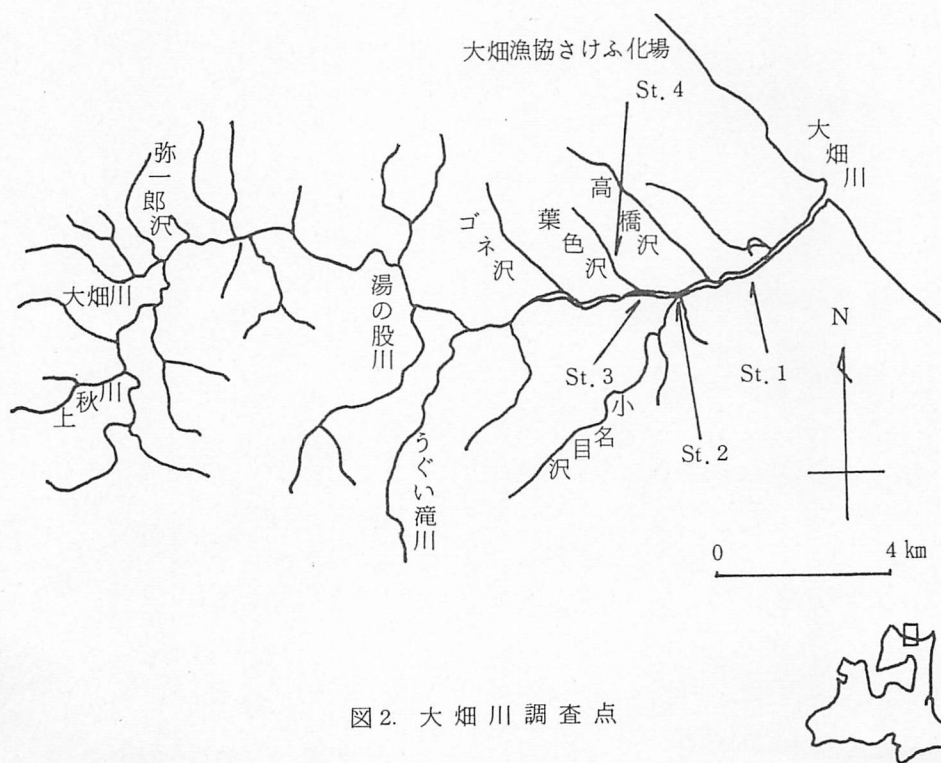 大畑漁協さけふ化場
St.4
大畑川
高橋沢
葉色沢
ゴネ沢
弥一郎沢
大畑川
湯の股川
上秋川
うぐい滝川
小名目沢
St.3
St.2
St.1
N
0 4km
図2. 大畑川調査点